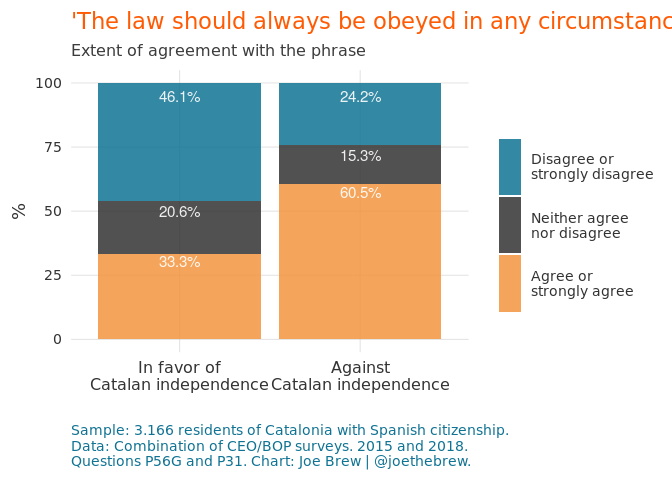 'The law should always be obeyed in any circumstanc
Extent of agreement with the phrase
100
75
50
25
0
%
46.1%
20.6%
33.3%
24.2%
15.3%
60.5%
In favor of
Catalan independence
Against
Catalan independence
Disagree or
strongly disagree
Neither agree
nor disagree
Agree or
strongly agree
Sample: 3.166 residents of Catalonia with Spanish citizenship.
Data: Combination of CEO/BOP surveys. 2015 and 2018.
Questions P56G and P31. Chart: Joe Brew | @joethebrew.